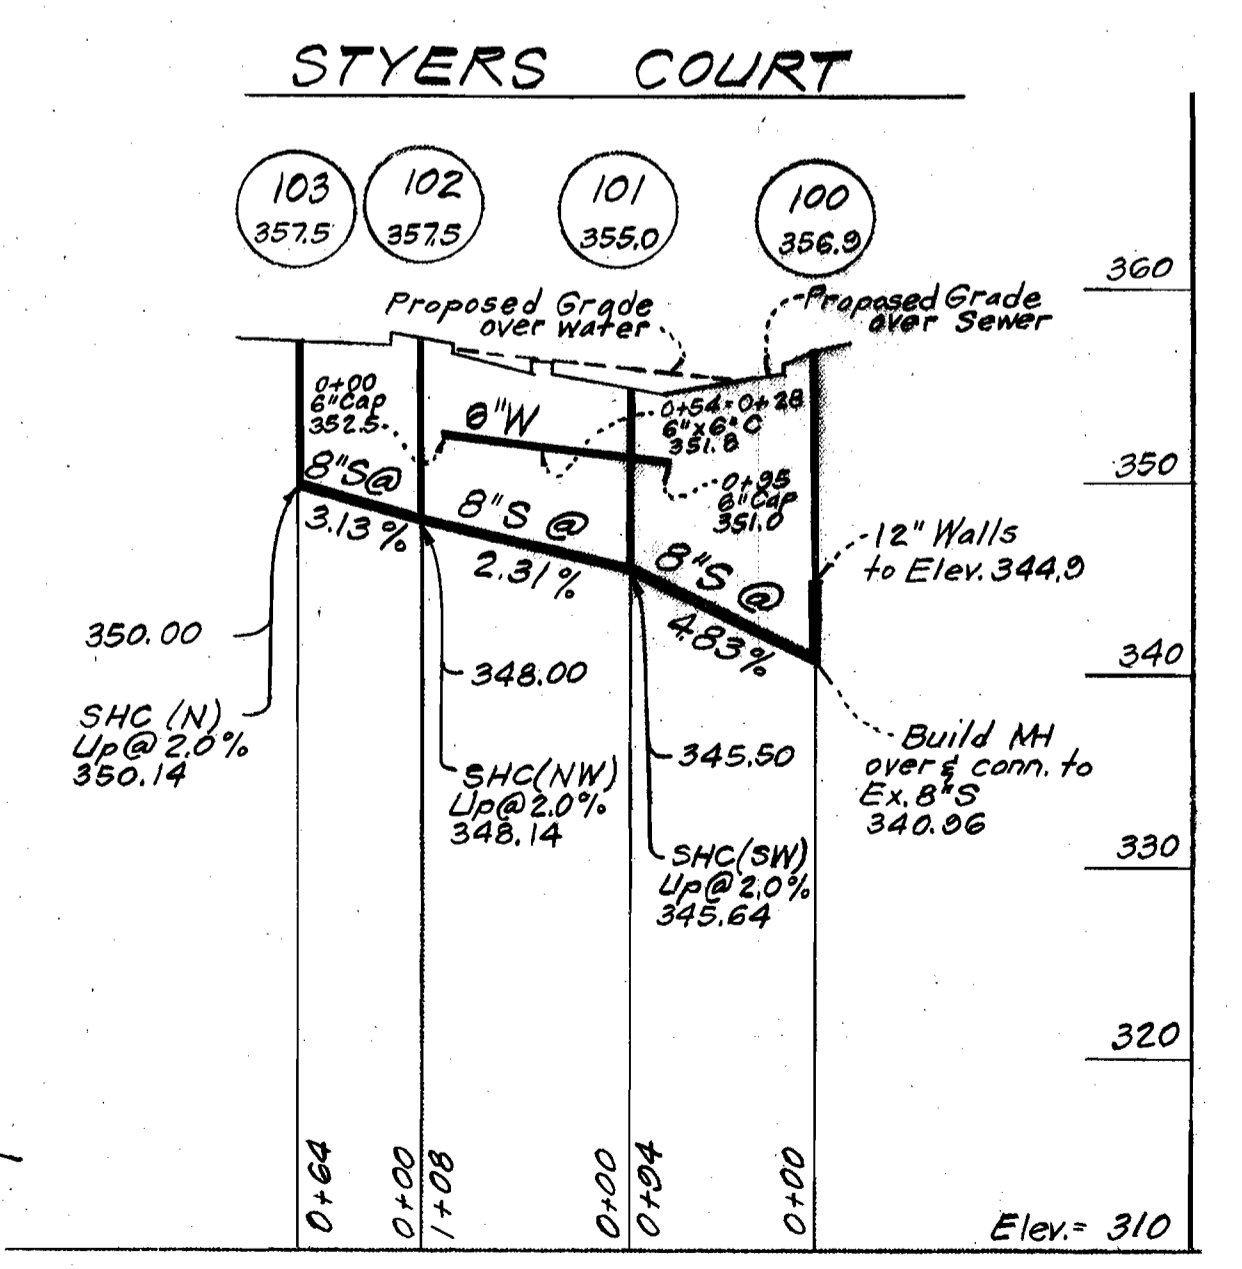 STYERS COURT
103
357.5
102
357.5
101
355.0
100
356.9
360
Proposed Grade
over water
Proposed Grade
over Sewer
0+00
6"Cap
352.5
6"W
0+54=0+28
6"x6" C
351.8
350
8"S@
3.13%
8"S @
2.31%
0+95
6"Cap
351.0
8"S @
4.83%
12" Walls
to Elev. 344.9
350.00
348.00
340
SHC (N)
Up@ 2.0%
350.14
SHC(NW)
Up@ 2.0%
348.14
345.50
Build MH
over & conn. to
Ex. 8"S
340.96
SHC(SW)
Up@ 2.0%
345.64
330
320
0+64
0+00
1+08
0+00
0+94
0+00
Elev.= 310